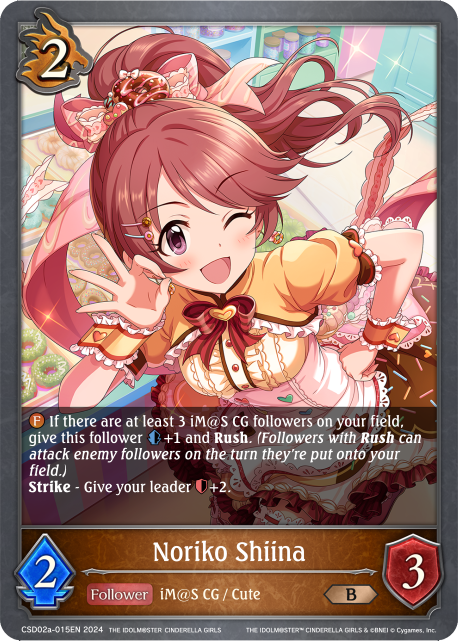 2
F If there are at least 3 iM@S CG followers on your field,
give this follower +1 and Rush. (Followers with Rush can
attack enemy followers on the turn they're put onto your
field.)
Strike - Give your leader +2.
Noriko Shiina
2
Follower iM@S CG / Cute
B
3
CSD02a-015EN 2024 THE IDOLM@STER CINDERELLA GIRLS THE IDOLM@STER™ CINDERELLA GIRLS & ©BNEI © Cygames, Inc.